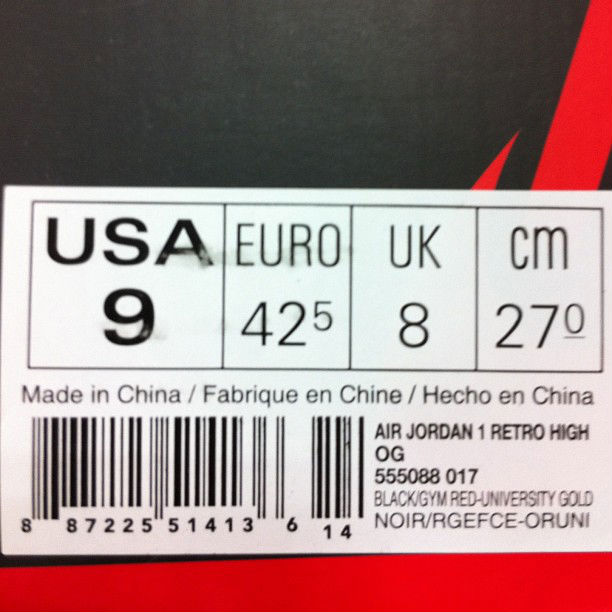 USA EURO UK cm
9 42⁵ 8 27⁰
Made in China / Fabrique en Chine / Hecho en China
AIR JORDAN 1 RETRO HIGH
OG
555088 017
BLACK/GYM RED-UNIVERSITY GOLD
NOIR/RGEFCE-ORUNI
8 87225 51413 6 14